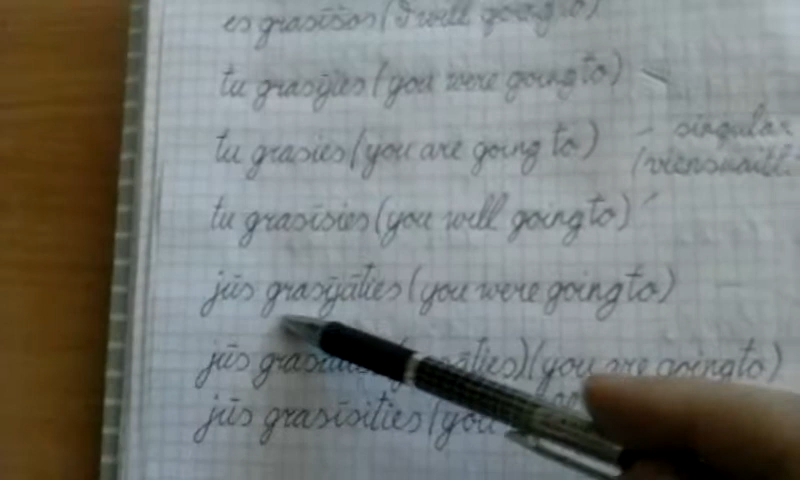 es grasīšos (I will going to)
tu grasījies (you were going to)
tu grasies (you are going to) - singular
tu grasīsies (you will going to)
jūs grasījāties (you were going to)
jūs (you are going to)
jūs grasīsities (you